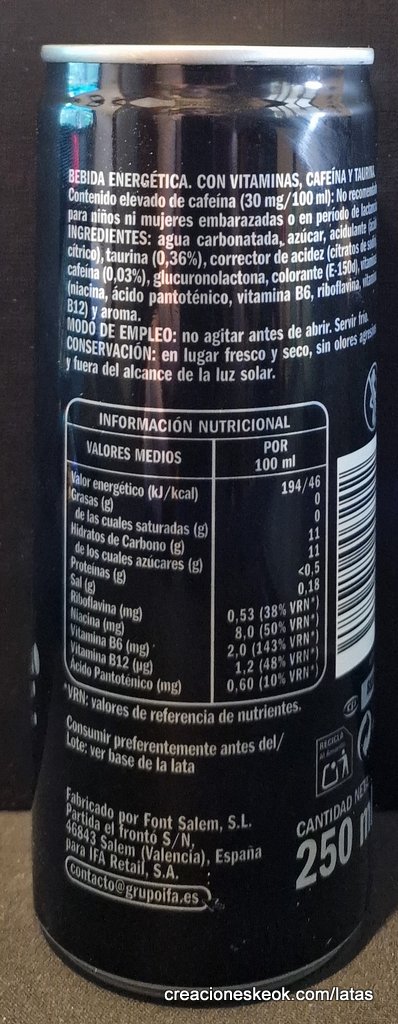 BEBIDA ENERGÉTICA. CON VITAMINAS, CAFEÍNA Y TAURINA.
Contenido elevado de cafeína (30 mg/100 ml): No recomendado
para niños ni mujeres embarazadas o en período de lactancia.
INGREDIENTES: agua carbonatada, azúcar, acidulante (ácido
cítrico), taurina (0,36%), corrector de acidez (citratos de sodio),
cafeína (0,03%), glucuronolactona, colorante (E-150d), vitaminas
(niacina, ácido pantoténico, vitamina B6, riboflavina, vitamina
B12) y aroma.
MODO DE EMPLEO: no agitar antes de abrir. Servir frío.
CONSERVACIÓN: en lugar fresco y seco, sin olores agresivos
y fuera del alcance de la luz solar.
INFORMACIÓN NUTRICIONAL
VALORES MEDIOS POR 100 ml
Valor energético (kJ/kcal) 194/46
Grasas (g) 0
de las cuales saturadas (g) 0
Hidratos de Carbono (g) 11
de los cuales azúcares (g) 11
Proteínas (g) <0,5
Sal (g) 0,18
Riboflavina (mg) 0,53 (38% VRN*)
Niacina (mg) 8,0 (50% VRN*)
Vitamina B6 (mg) 2,0 (143% VRN*)
Vitamina B12 (µg) 1,2 (48% VRN*)
Ácido Pantoténico (mg) 0,60 (10% VRN*)
*VRN: valores de referencia de nutrientes.
Consumir preferentemente antes del/
Lote: ver base de la lata
RECICLA
Fabricado por Font Salem, S.L.
Partida el frontó S/N,
46843 Salem (Valencia), España
para IFA Retail, S.A.
contacto@grupoifa.es
CANTIDAD NETA
250 m
creacioneskeok.com/latas